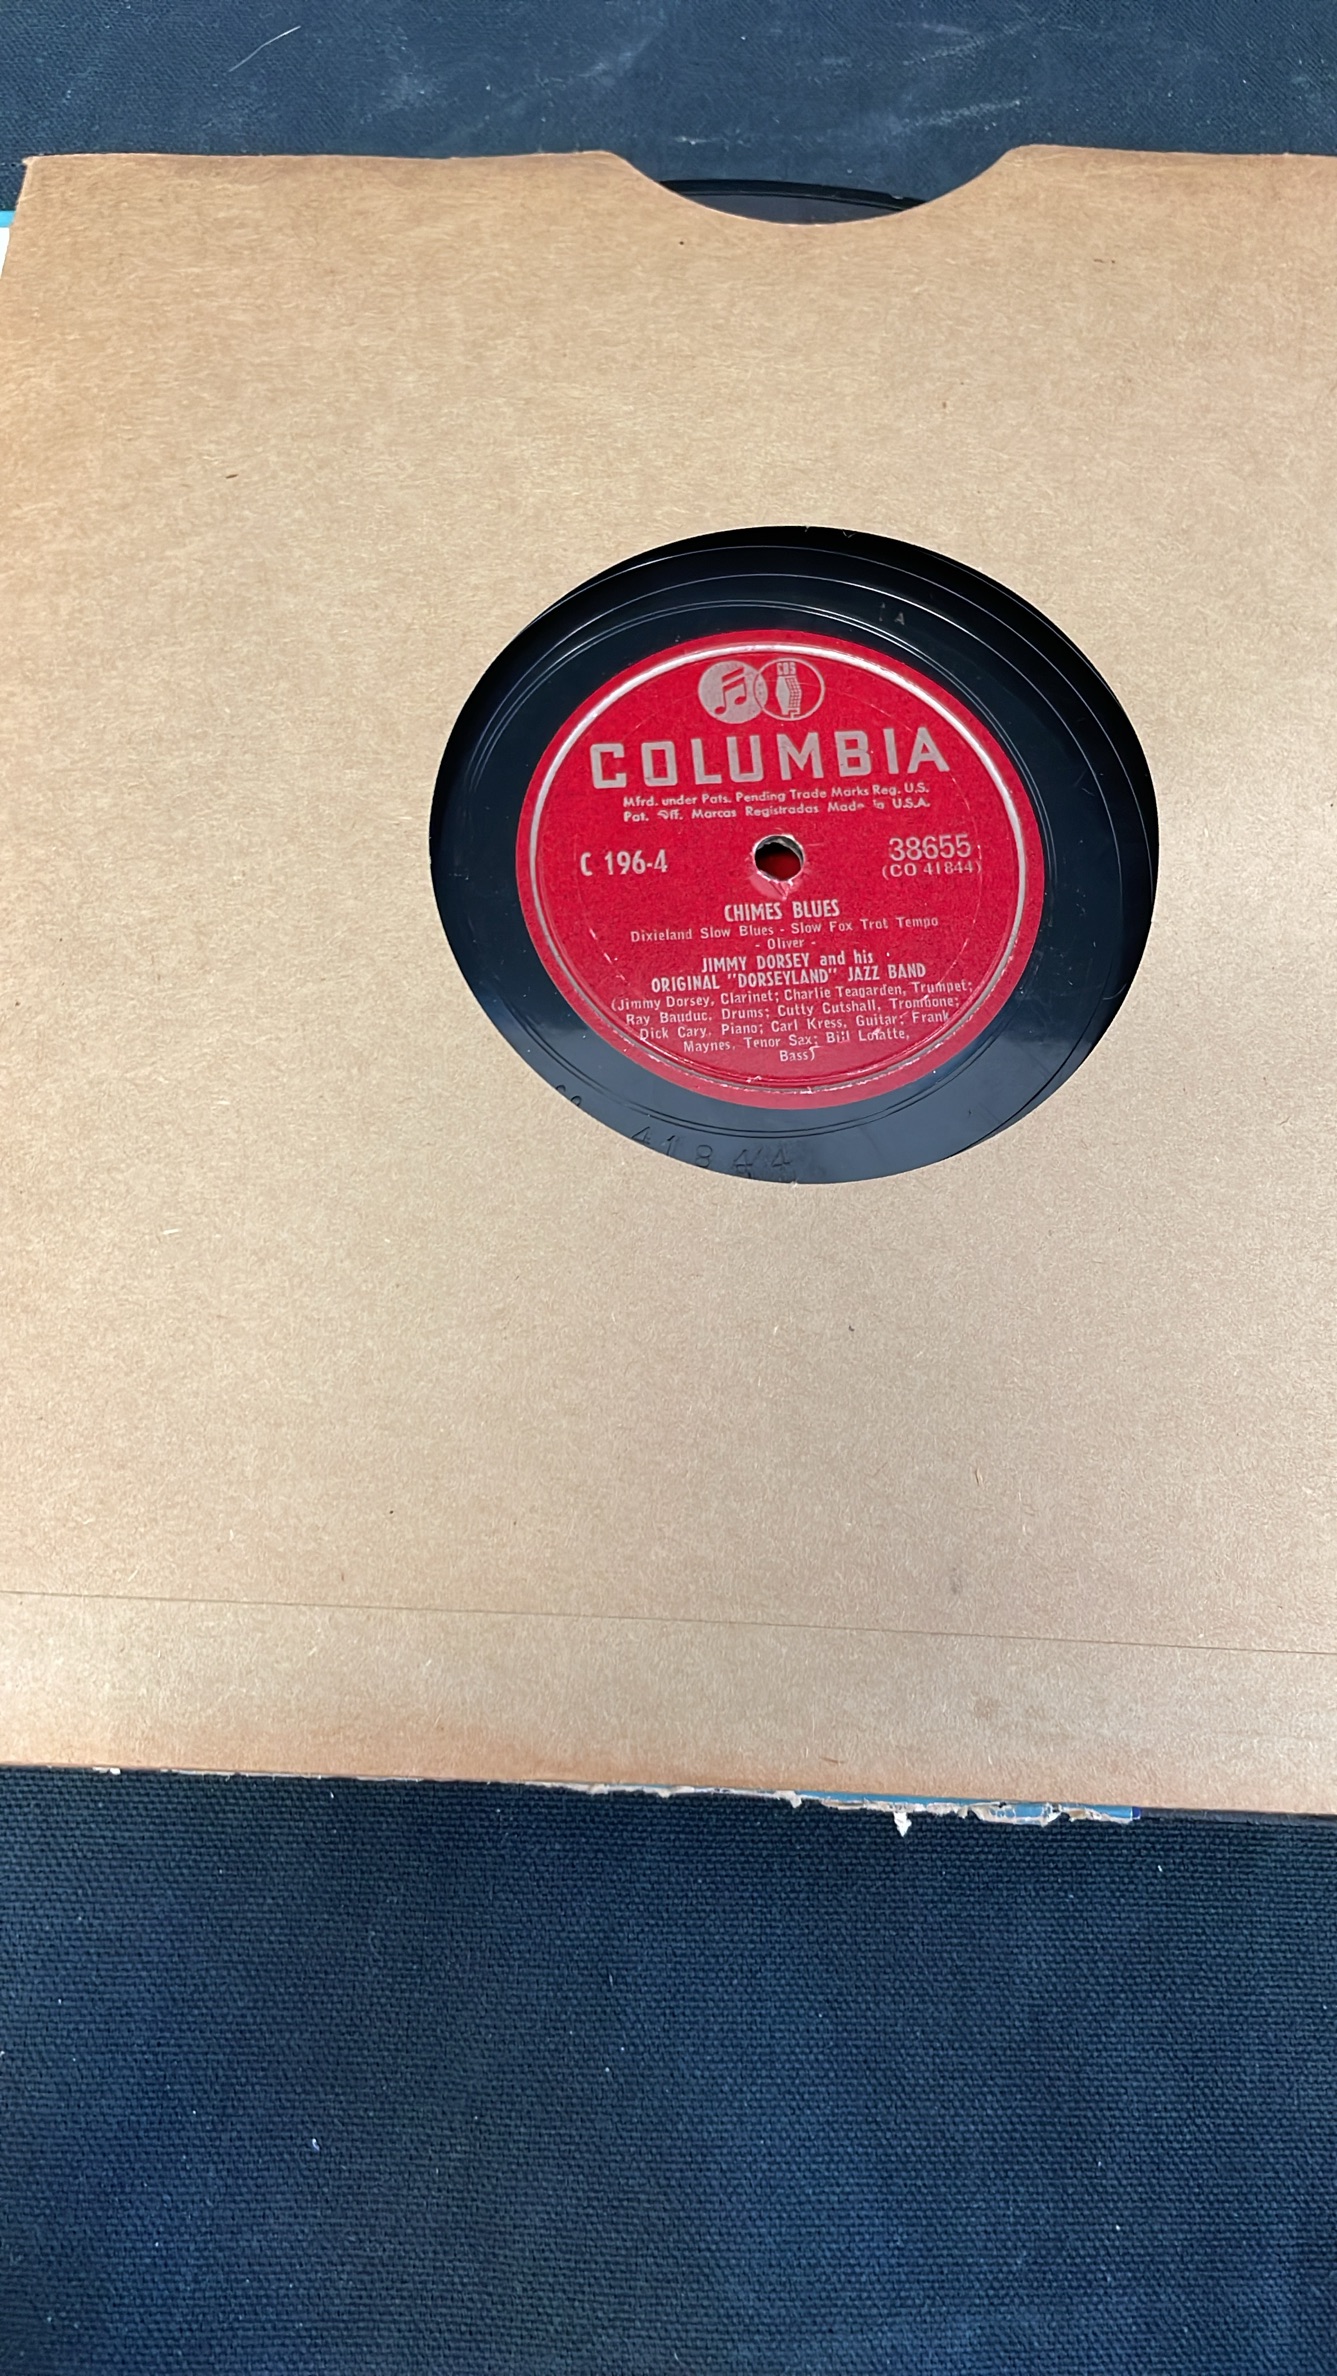 1 A
CBS
COLUMBIA
Mfrd. under Pats. Pending Trade Marks Reg. U.S.
Pat. Off. Marcas Registradas Made in U.S.A.
C 196-4
38655
(CO 41844)
CHIMES BLUES
Dixieland Slow Blues - Slow Fox Trot Tempo
- Oliver -
JIMMY DORSEY and his
ORIGINAL "DORSEYLAND" JAZZ BAND
(Jimmy Dorsey, Clarinet; Charlie Teagarden, Trumpet;
Ray Bauduc, Drums; Cutty Cutshall, Trombone;
Dick Cary, Piano; Carl Kress, Guitar; Frank
Maynes, Tenor Sax; Bill Lolatte,
Bass)
41844